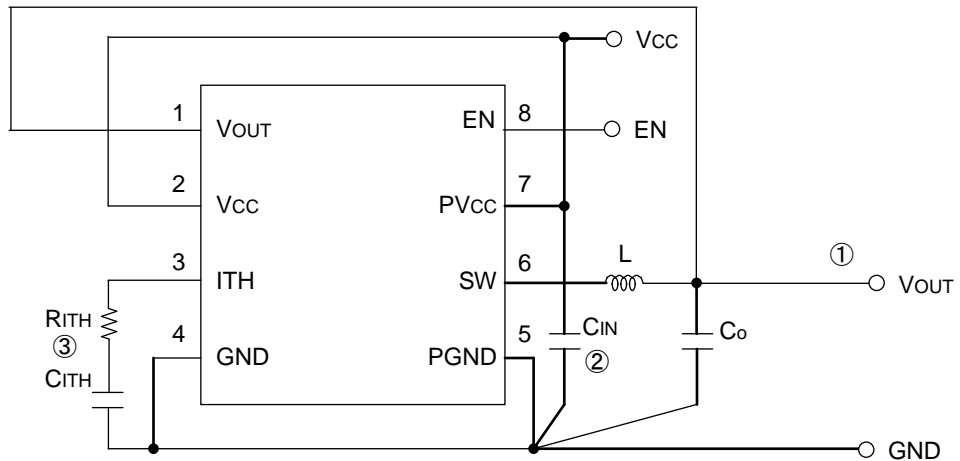 VCC
1 VOUT EN 8 EN
2 VCC PVCC 7
3 ITH SW 6 L ① VOUT
RITH
③
CITH
4 GND PGND 5 CIN
②
Co
GND